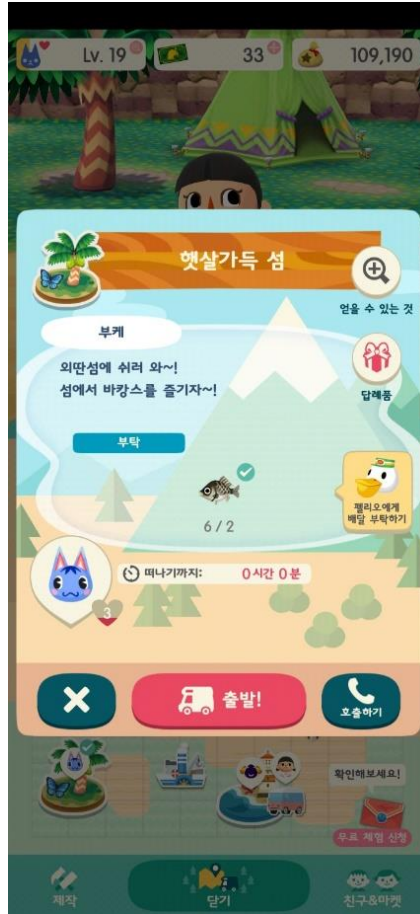 Lv. 19
33
109,190
햇살가득 섬
얻을 수 있는 것
부케
외딴섬에 쉬러 와~!
섬에서 바캉스를 즐기자~!
답례품
부탁
6 / 2
펠리오에게
배달 부탁하기
떠나기까지: 0시간 0분
3
출발!
호출하기
확인해보세요!
무료 체험 신청
제작
닫기
친구&마켓